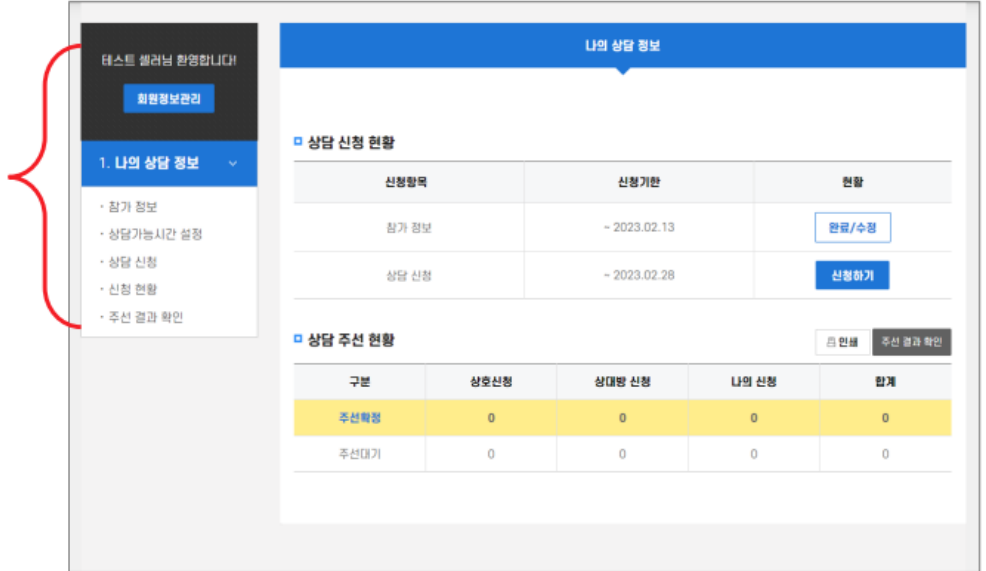 테스트 셀러님 환영합니다!
회원정보관리
1. 나의 상담 정보
· 참가 정보
· 상담가능시간 설정
· 상담 신청
· 신청 현황
· 주선 결과 확인
나의 상담 정보
상담 신청 현황
신청항목 신청기한 현황
참가 정보 ~ 2023.02.13 완료/수정
상담 신청 ~ 2023.02.28 신청하기
상담 주선 현황
인쇄 주선 결과 확인
구분 상호신청 상대방 신청 나의 신청 합계
주선확정 0 0 0 0
주선대기 0 0 0 0